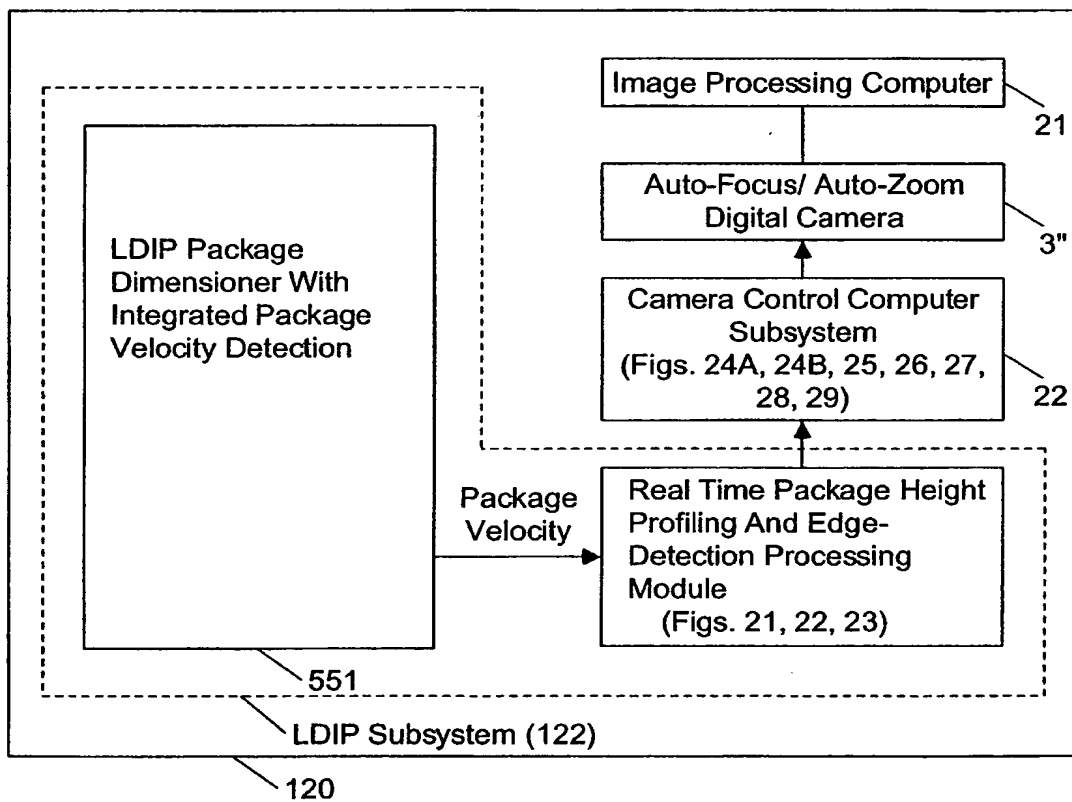 Image Processing Computer
21
Auto-Focus/ Auto-Zoom
Digital Camera
3"
LDIP Package
Dimensioner With
Integrated Package
Velocity Detection
Camera Control Computer
Subsystem
(Figs. 24A, 24B, 25, 26, 27,
28, 29)
22
Package
Velocity
Real Time Package Height
Profiling And Edge-
Detection Processing
Module
(Figs. 21, 22, 23)
551
LDIP Subsystem (122)
120